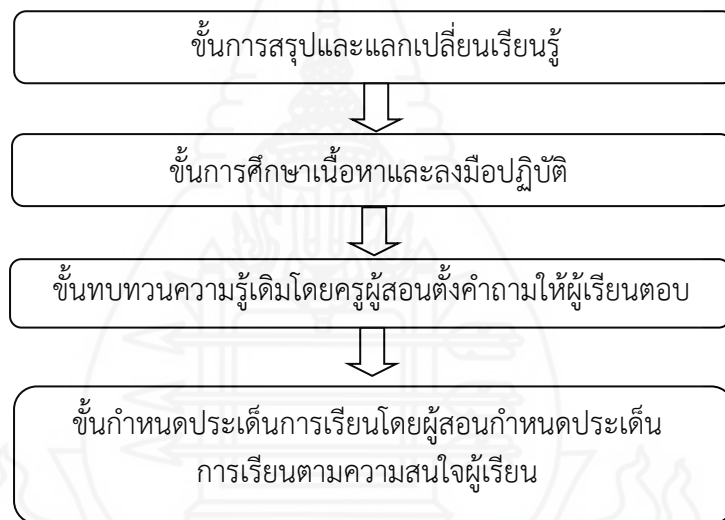 ขั้นการสรุปและแลกเปลี่ยนเรียนรู้
ขั้นการศึกษาเนื้อหาและลงมือปฏิบัติ
ขั้นทบทวนความรู้เดิมโดยครูผู้สอนตั้งคำถามให้ผู้เรียนตอบ
ขั้นกำหนดประเด็นการเรียนโดยผู้สอนกำหนดประเด็น
การเรียนตามความสนใจผู้เรียน